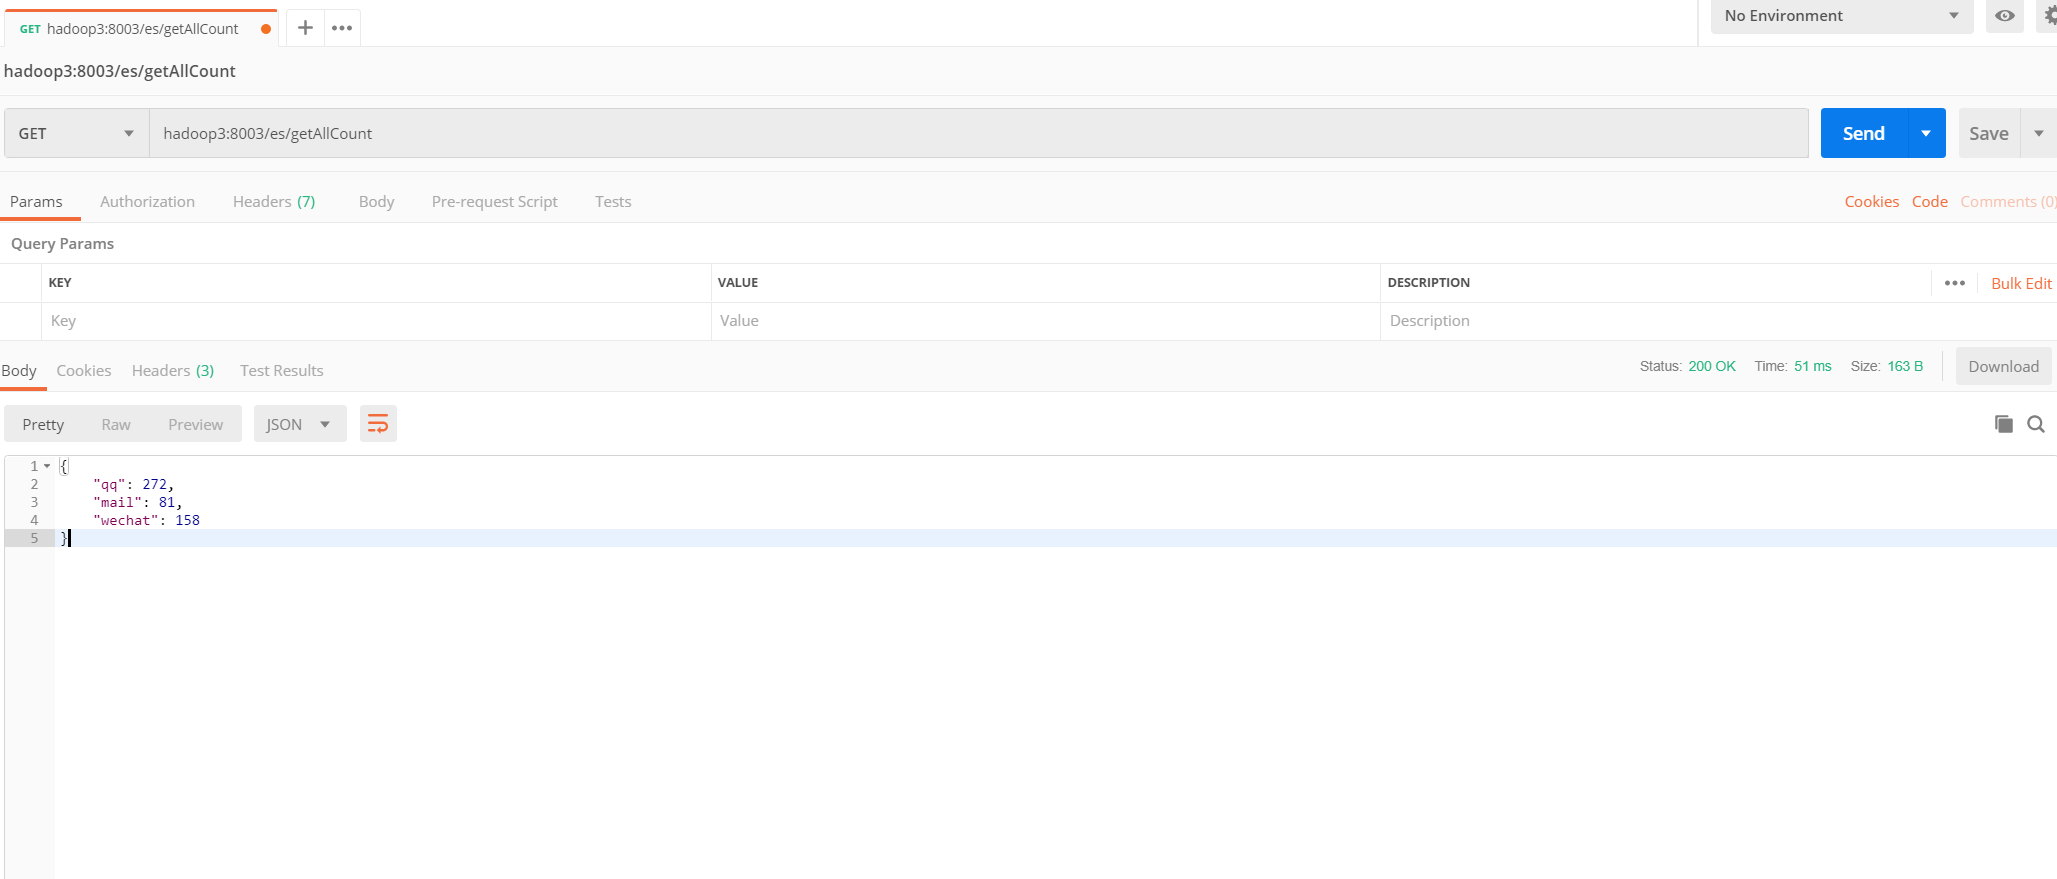 GET hadoop3:8003/es/getAllCount
No Environment
hadoop3:8003/es/getAllCount
GET hadoop3:8003/es/getAllCount Send Save
Params Authorization Headers (7) Body Pre-request Script Tests Cookies Code Comments (0)
Query Params
KEY VALUE DESCRIPTION Bulk Edit
Key Value Description
Body Cookies Headers (3) Test Results Status: 200 OK Time: 51 ms Size: 163 B Download
Pretty Raw Preview JSON
1 {
2 "qq": 272,
3 "mail": 81,
4 "wechat": 158
5 }